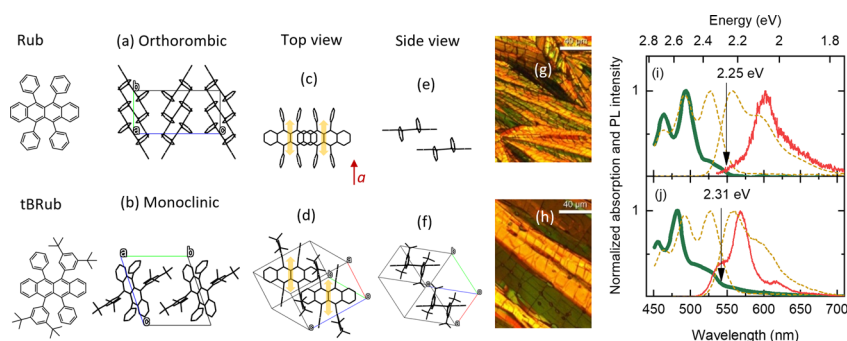 Rub
(a) Orthorombic
Top view
Side view
(c)
(e)
a
b
a
o
(g)
40 μm
tBRub
(b) Monoclinic
(d)
(f)
a
b
o
b
o
a
b
o
a
(h)
40 μm
Energy (eV)
2.8 2.6 2.4 2.2 2 1.8
(i)
2.25 eV
1
(j)
2.31 eV
1
Normalized absorption and PL intensity
450 500 550 600 650 700
Wavelength (nm)